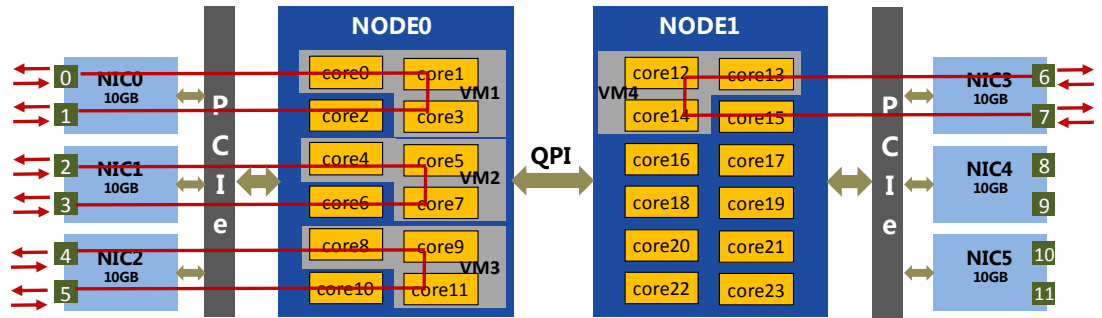 NODE0
NODE1
0
NIC0
10GB
1
2
NIC1
10GB
3
4
NIC2
10GB
5
P
C
I
e
core0
core1
VM1
core2
core3
core4
core5
VM2
core6
core7
core8
core9
VM3
core10
core11
QPI
core12
core13
VM4
core14
core15
core16
core17
core18
core19
core20
core21
core22
core23
P
C
I
e
NIC3
10GB
6
7
NIC4
10GB
8
9
NIC5
10GB
10
11